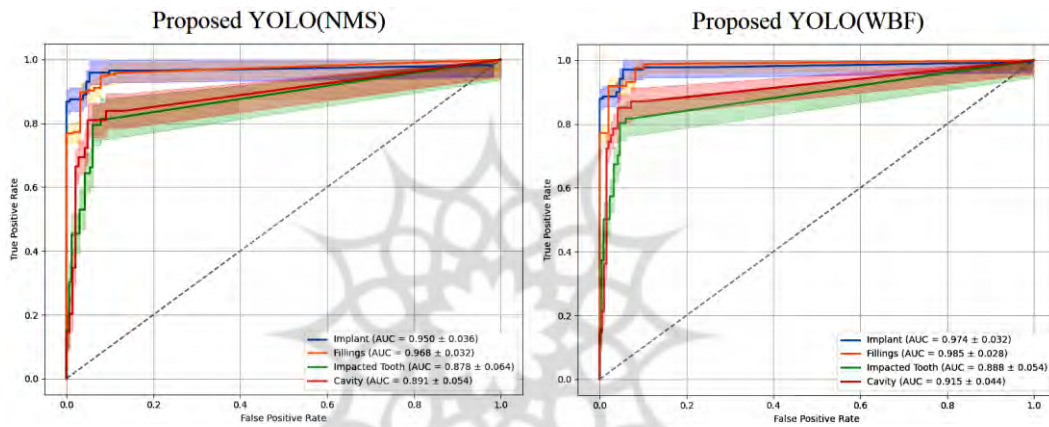 Proposed YOLO(NMS)
1.0
0.8
0.6
0.4
0.2
0.0
True Positive Rate
0.0 0.2 0.4 0.6 0.8 1.0
False Positive Rate
Implant (AUC = 0.950 ± 0.036)
Fillings (AUC = 0.968 ± 0.032)
Impacted Tooth (AUC = 0.878 ± 0.064)
Cavity (AUC = 0.891 ± 0.054)
Proposed YOLO(WBF)
1.0
0.8
0.6
0.4
0.2
0.0
True Positive Rate
0.0 0.2 0.4 0.6 0.8 1.0
False Positive Rate
Implant (AUC = 0.974 ± 0.032)
Fillings (AUC = 0.985 ± 0.028)
Impacted Tooth (AUC = 0.888 ± 0.054)
Cavity (AUC = 0.915 ± 0.044)